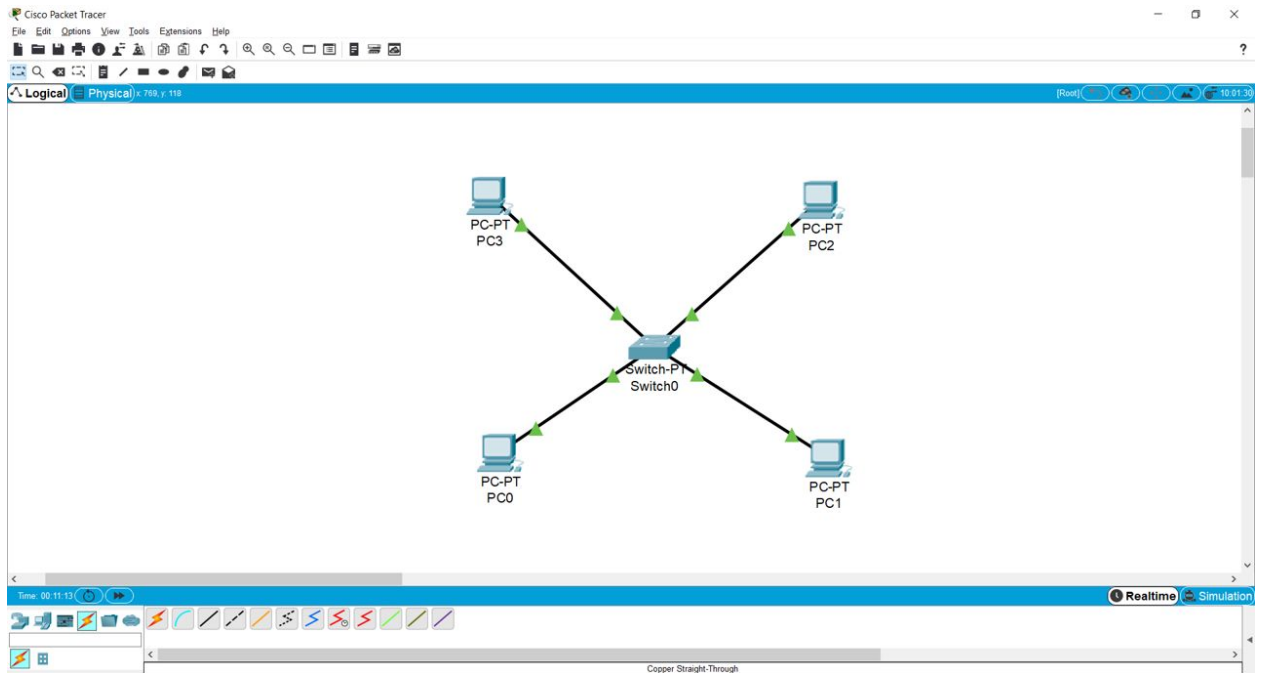 Cisco Packet Tracer
File Edit Options View Tools Extensions Help
?
Logical Physical x: 769, y: 118 [Root] 10:01:30
PC-PT
PC3
PC-PT
PC2
Switch-PT
Switch0
PC-PT
PC0
PC-PT
PC1
Time: 00:11:13 Realtime Simulation
Copper Straight-Through